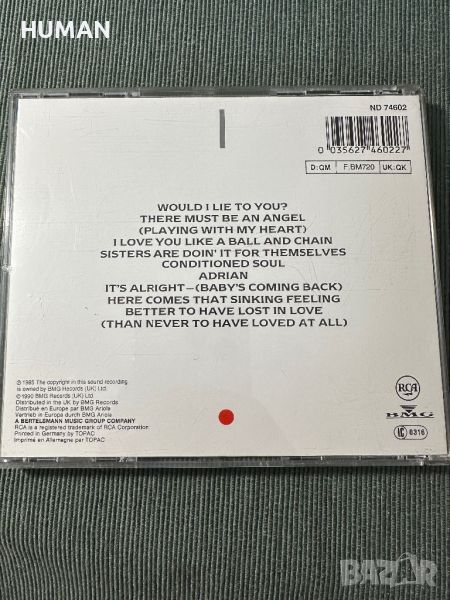 HUMAN
ND 74602
0 035627 460227
D:QM F.BM720 UK:QK
WOULD I LIE TO YOU?
THERE MUST BE AN ANGEL
(PLAYING WITH MY HEART)
I LOVE YOU LIKE A BALL AND CHAIN
SISTERS ARE DOIN' IT FOR THEMSELVES
CONDITIONED SOUL
ADRIAN
IT'S ALRIGHT—(BABY'S COMING BACK)
HERE COMES THAT SINKING FEELING
BETTER TO HAVE LOST IN LOVE
(THAN NEVER TO HAVE LOVED AT ALL)
℗ 1985 The copyright in this sound recording
is owned by BMG Records (UK) Ltd.
© 1990 BMG Records (UK) Ltd
Distributed in the UK by BMG Records
Distribué en Europe par BMG Ariola
Vertrieb in Europa durch BMG Ariola
A BERTELSMANN MUSIC GROUP COMPANY
RCA is a registered trademark of RCA Corporation
Printed in Germany by TOPAC
Imprimé en Allemagne par TOPAC
RCA
BMG
LC 0316
BAZAR